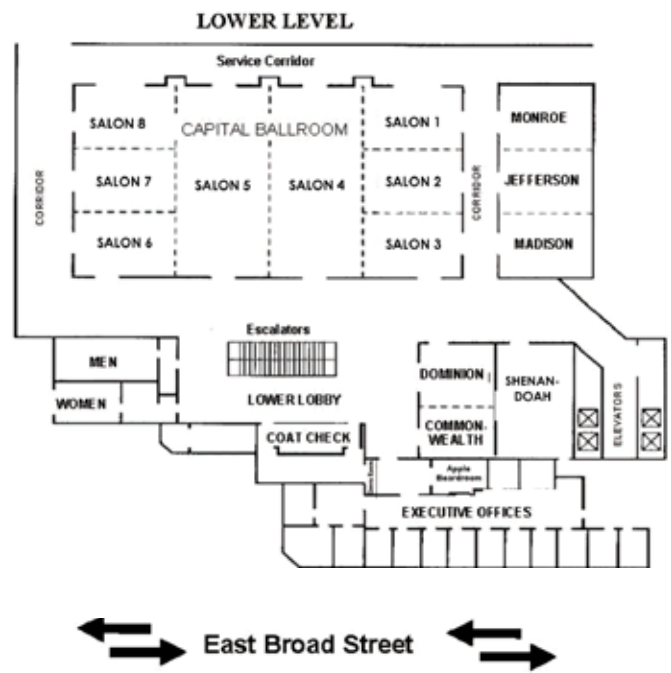 LOWER LEVEL
Service Corridor
SALON 8
CAPITAL BALLROOM
SALON 1
MONROE
SALON 7
SALON 5
SALON 4
SALON 2
JEFFERSON
CORRIDOR
CORRIDOR
SALON 6
SALON 3
MADISON
Escalators
MEN
DOMINION
SHENAN-
DOAH
WOMEN
LOWER LOBBY
ELEVATORS
COAT CHECK
COMMON-
WEALTH
Apple
Boardroom
EXECUTIVE OFFICES
East Broad Street